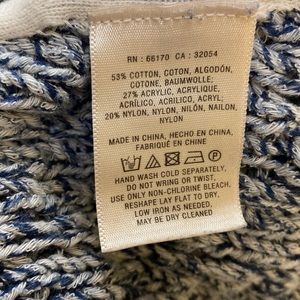 RN : 66170 CA : 32054
53% COTTON, COTON, ALGODÓN,
COTONE, BAUMWOLLE;
27% ACRYLIC, ACRYLIQUE,
ACRÍLICO, ACRILICO, ACRYL;
20% NYLON, NYLON, NILÓN, NAILON,
NYLON
MADE IN CHINA, HECHO EN CHINA,
FABRIQUÉ EN CHINE
HAND WASH COLD SEPARATELY,
DO NOT WRING OR TWIST,
USE ONLY NON-CHLORINE BLEACH.
RESHAPE LAY FLAT TO DRY,
LOW IRON AS NEEDED,
MAY BE DRY CLEANED